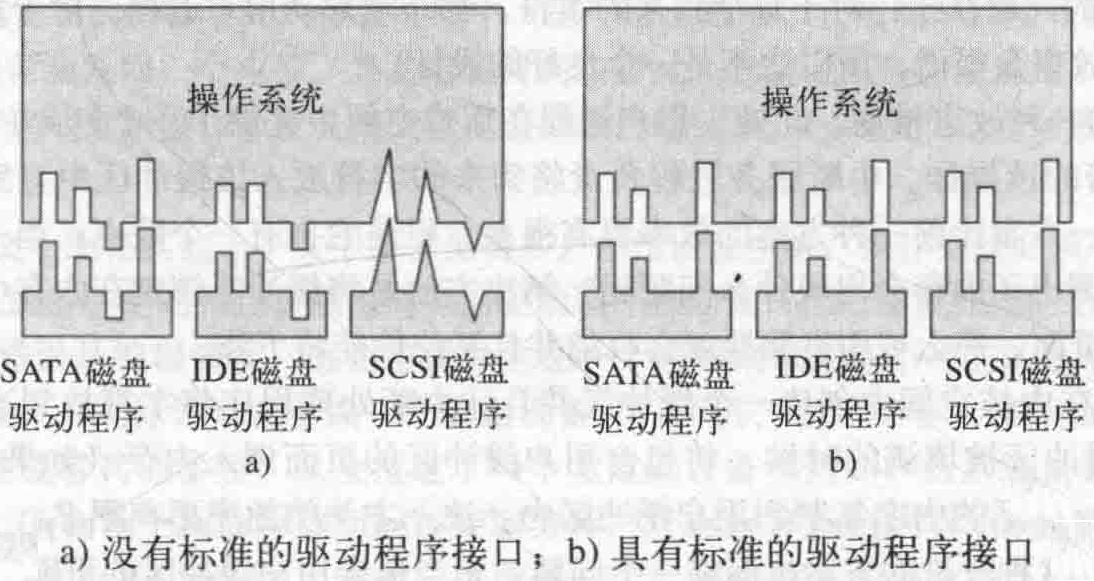 操作系统
操作系统
SATA磁盘 IDE磁盘 SCSI磁盘
驱动程序 驱动程序 驱动程序
SATA磁盘 IDE磁盘 SCSI磁盘
驱动程序 驱动程序 驱动程序
a)
b)
a) 没有标准的驱动程序接口；b) 具有标准的驱动程序接口